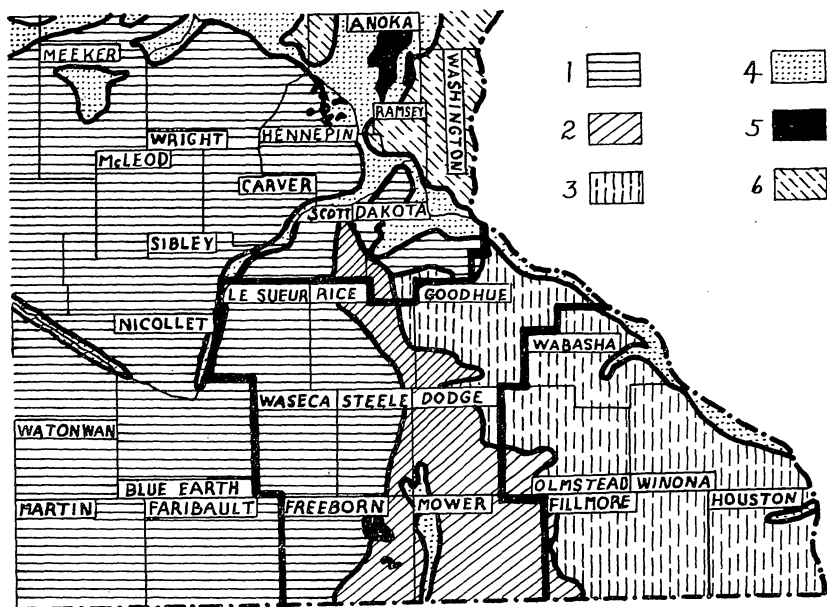 ANOKA
MEEKER
WASHINGTON
1
4
RAMSEY
HENNEPIN
2
5
WRIGHT
McLEOD
CARVER
3
6
SCOTT DAKOTA
SIBLEY
LE SUEUR RICE GOODHUE
NICOLLET
WABASHA
WASECA STEELE DODGE
WATONWAN
OLMSTEAD WINONA
BLUE EARTH
MARTIN FARIBAULT FREEBORN MOWER FILLMORE HOUSTON